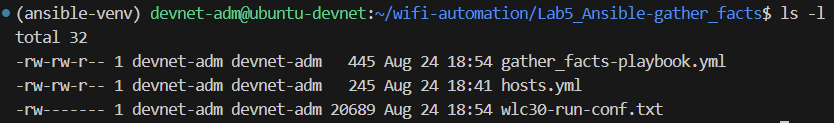 (ansible-venv) devnet-adm@ubuntu-devnet:~/wifi-automation/Lab5_Ansible-gather_facts$ ls -l
total 32
-rw-rw-r-- 1 devnet-adm devnet-adm   445 Aug 24 18:54 gather_facts-playbook.yml
-rw-rw-r-- 1 devnet-adm devnet-adm   245 Aug 24 18:41 hosts.yml
-rw------- 1 devnet-adm devnet-adm 20689 Aug 24 18:54 wlc30-run-conf.txt